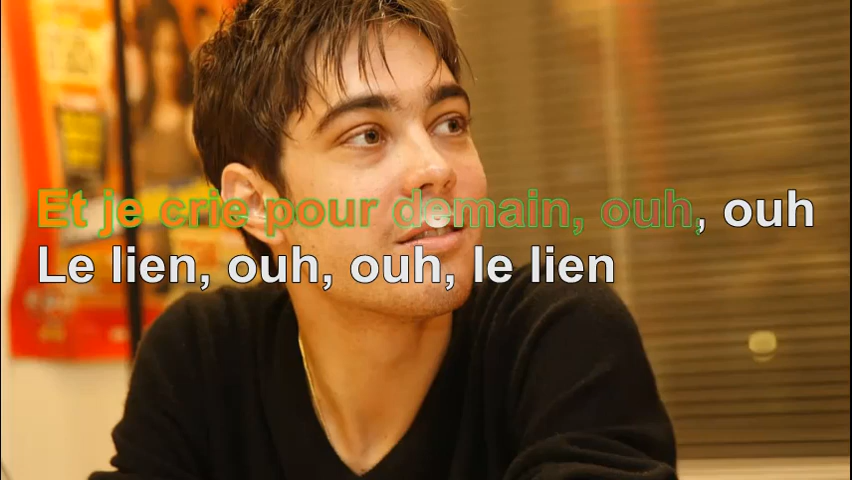 Et je crie pour demain, ouh, ouh
Le lien, ouh, ouh, le lien